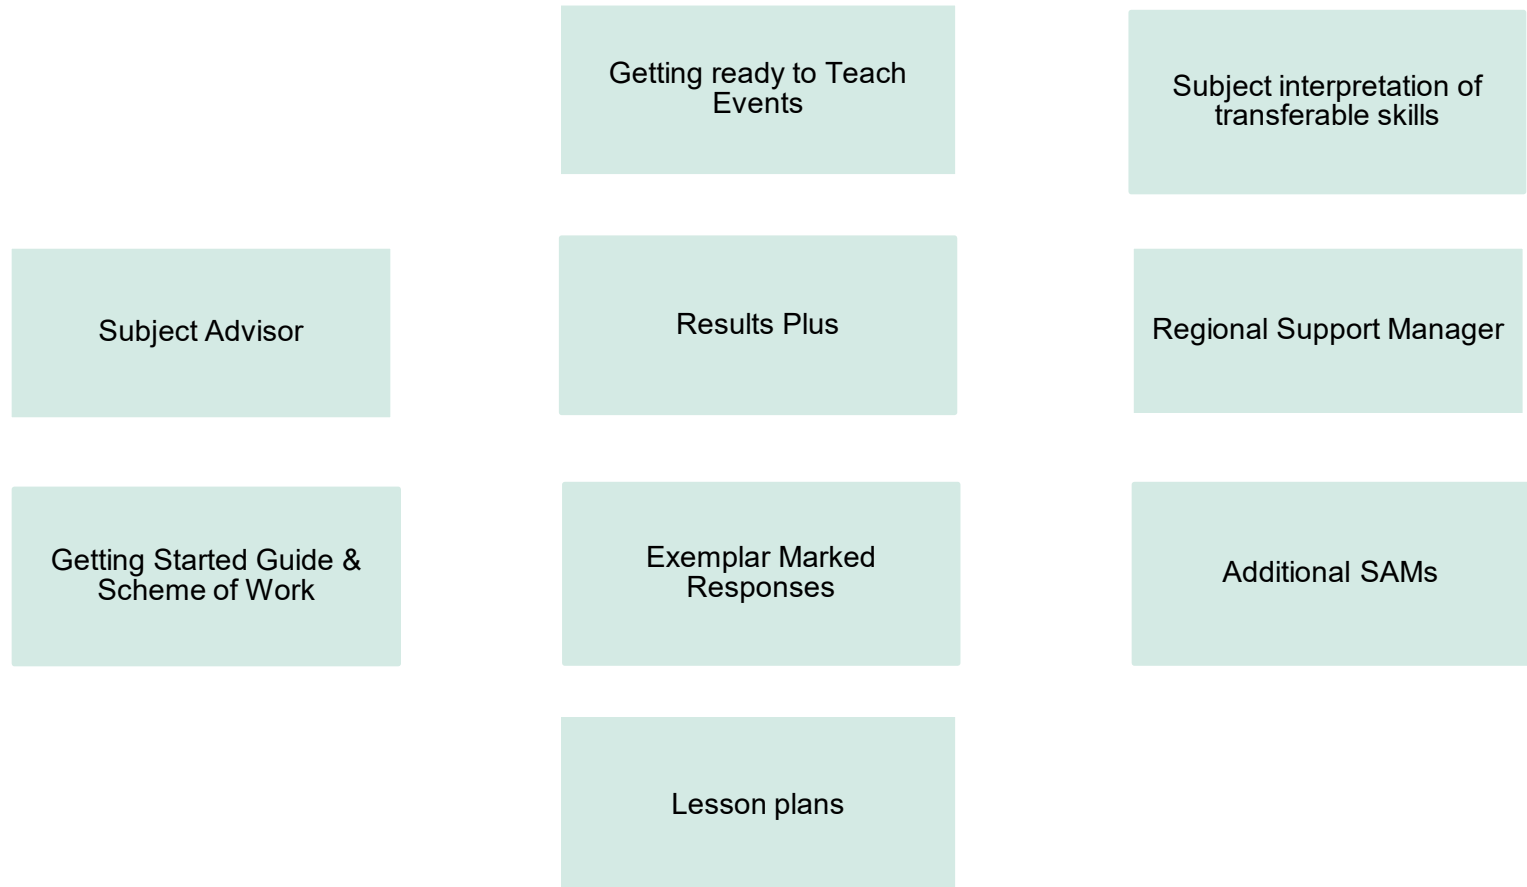 Getting ready to Teach
Events
Subject interpretation of
transferable skills
Subject Advisor
Results Plus
Regional Support Manager
Getting Started Guide &
Scheme of Work
Exemplar Marked
Responses
Additional SAMs
Lesson plans